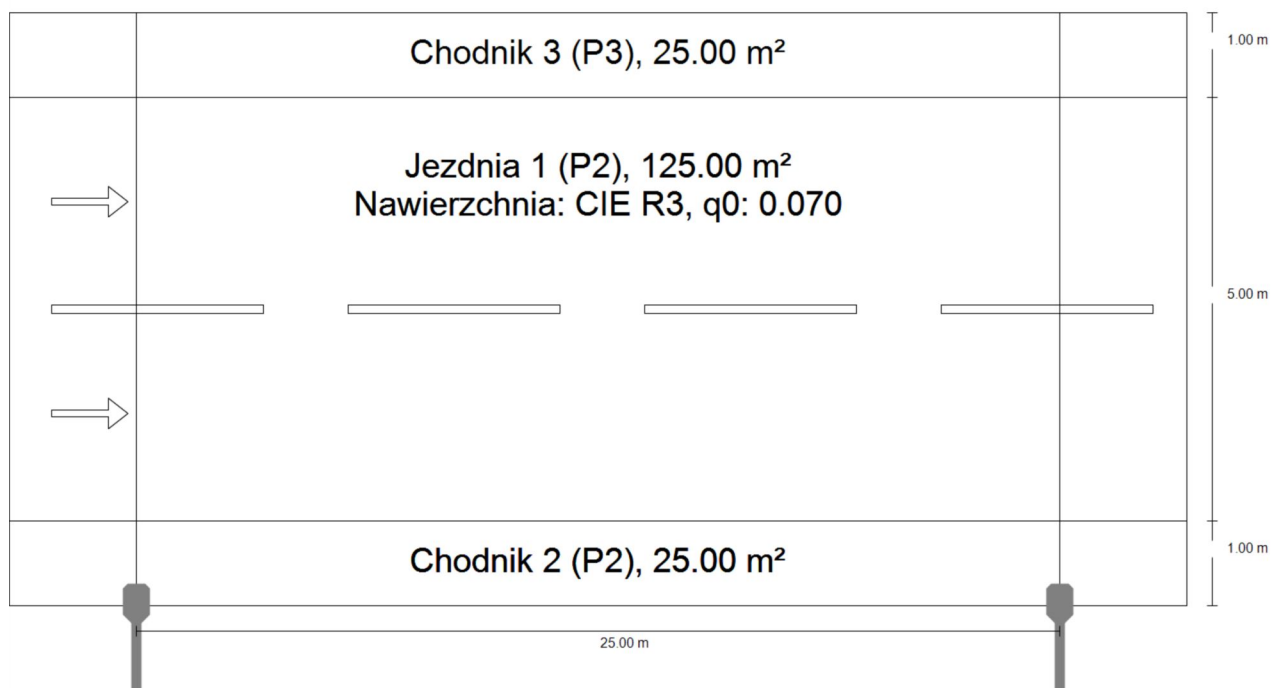 Chodnik 3 (P3), 25.00 m²
1.00 m
Jezdnia 1 (P2), 125.00 m²
Nawierzchnia: CIE R3, q0: 0.070
5.00 m
Chodnik 2 (P2), 25.00 m²
1.00 m
25.00 m